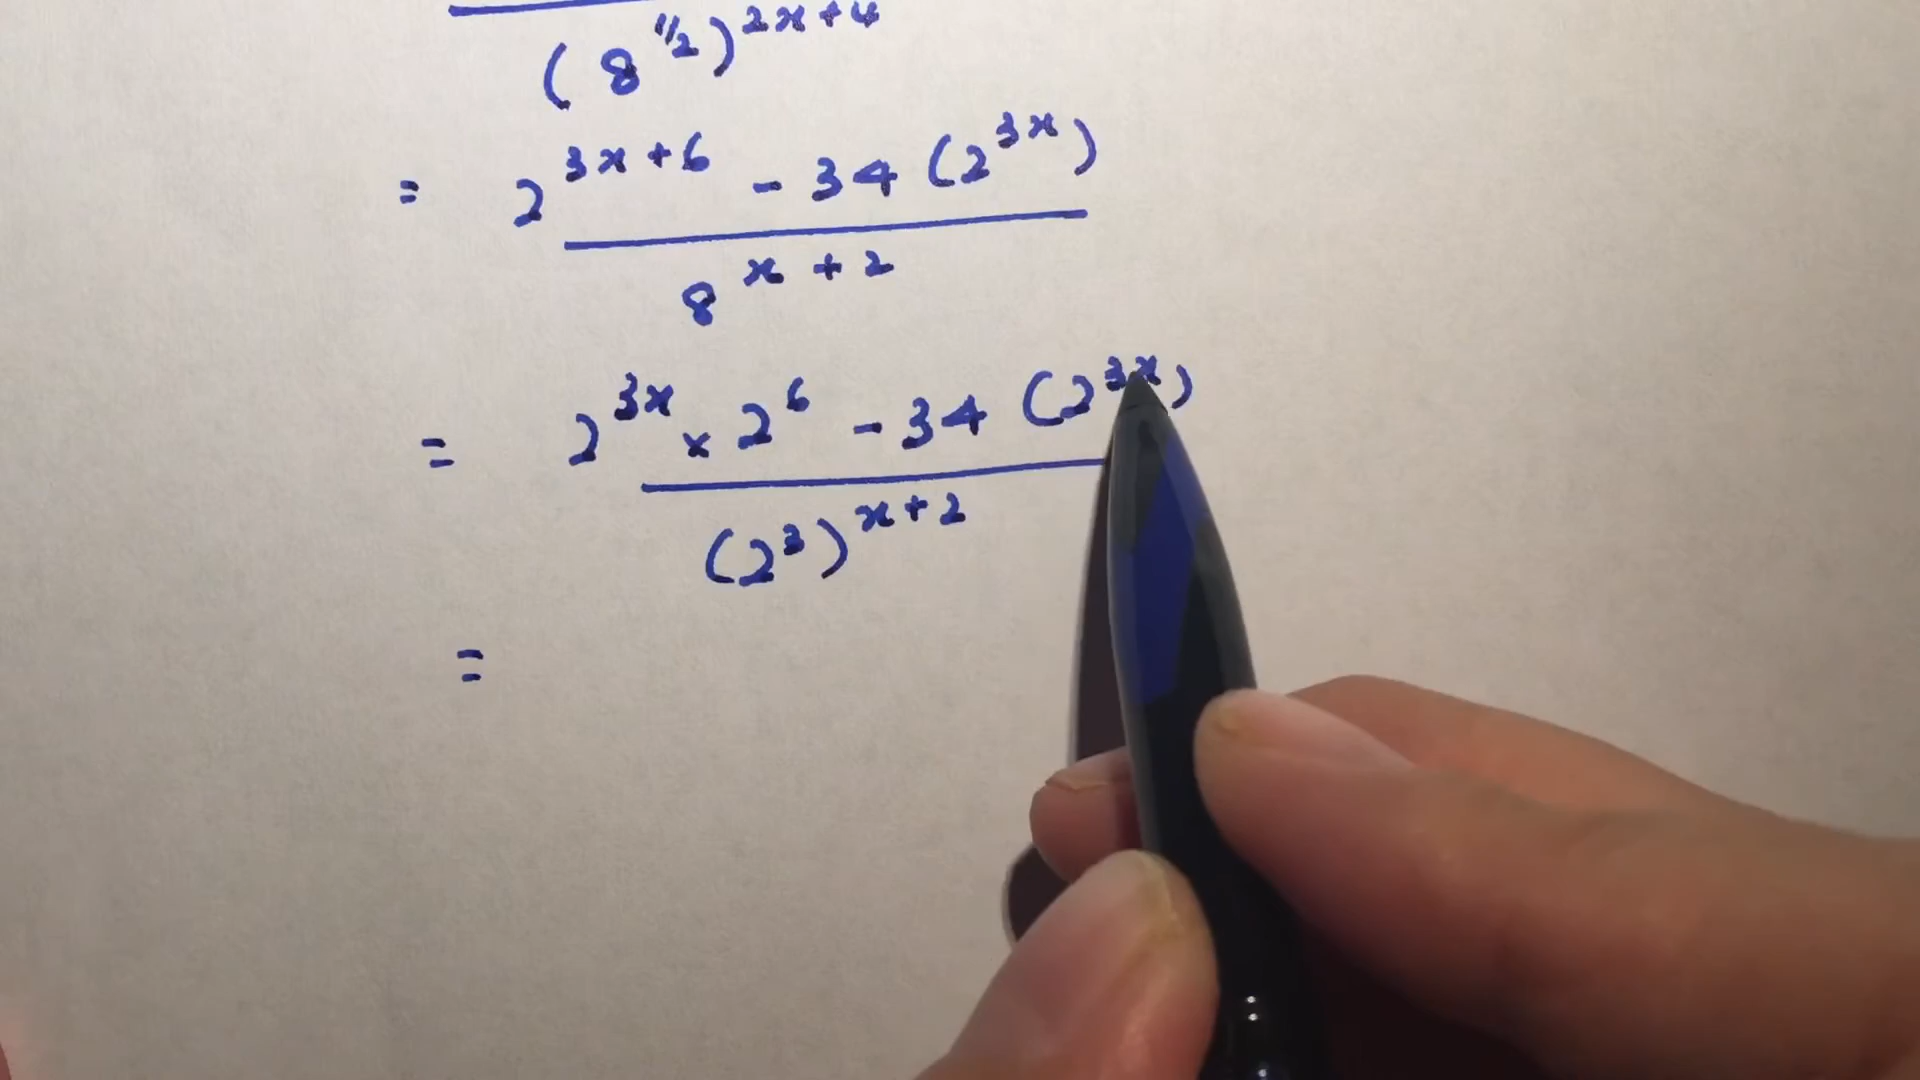 (8^{1/2})^{2x+4}
= 2^{3x+6} - 34(2^{3x})
8^{x+2}
= 2^{3x} × 2^6 - 34(2^{3x})
(2^3)^{x+2}
=